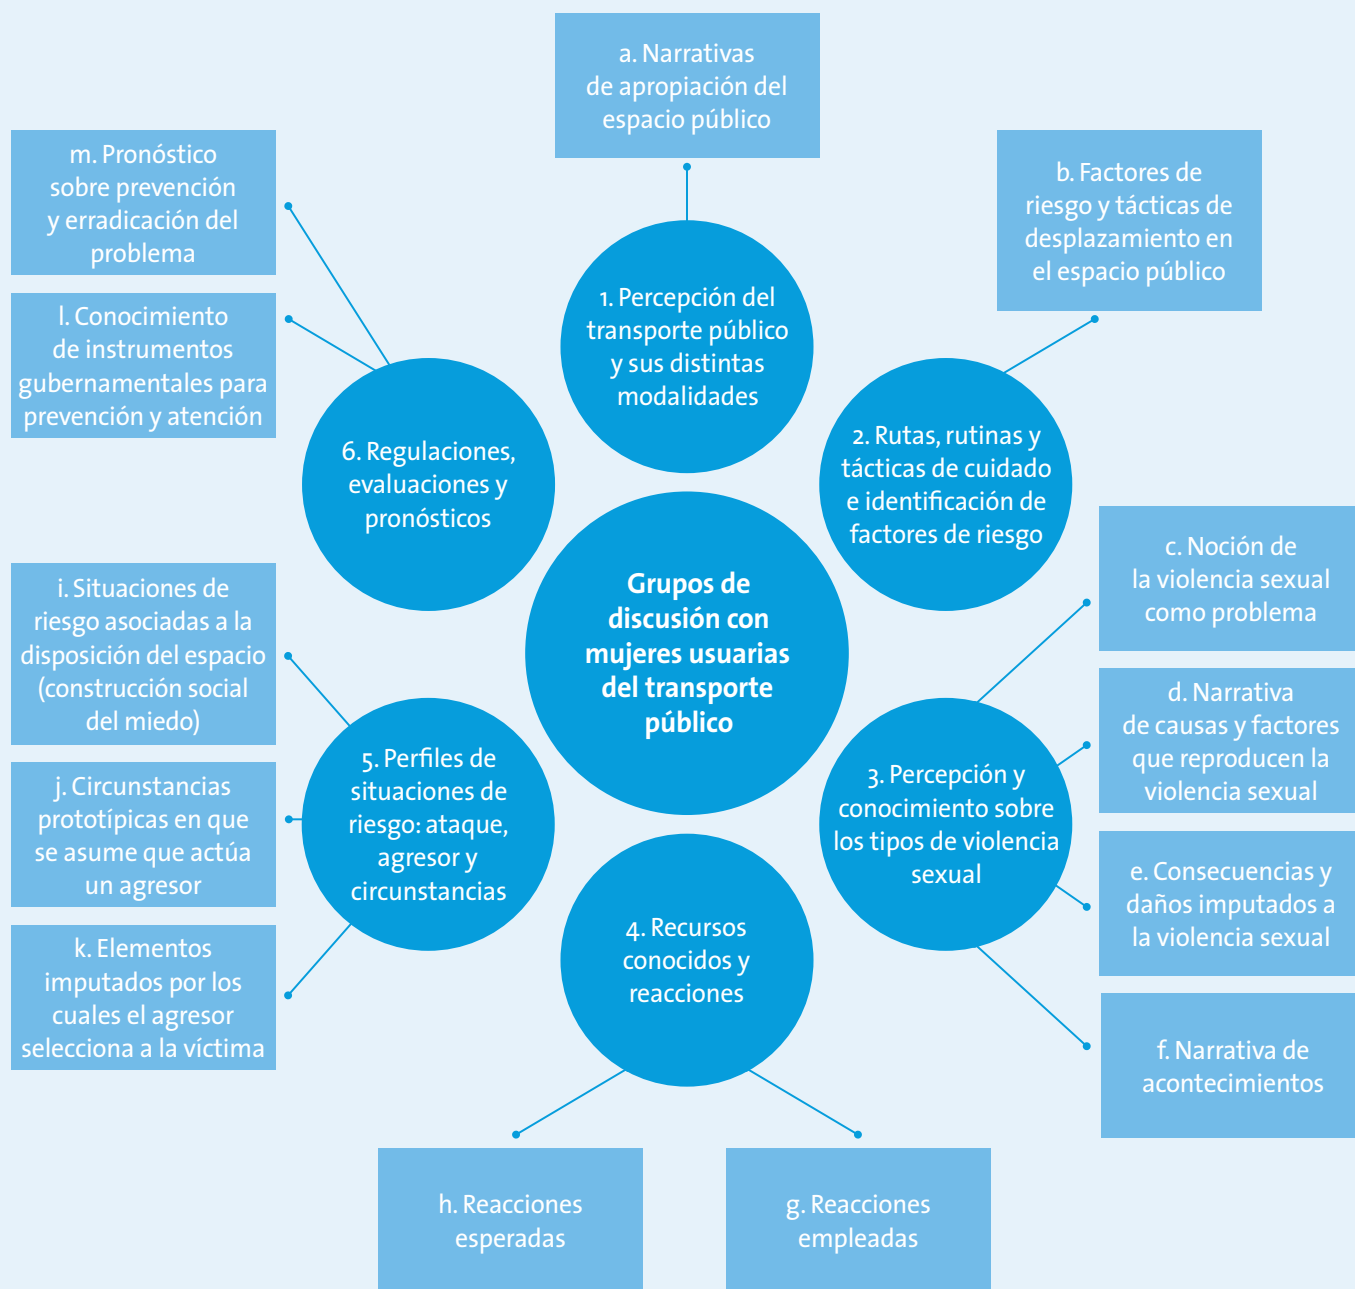 a. Narrativas
de apropiación del
espacio público
b. Factores de
riesgo y tácticas de
desplazamiento en
el espacio público
m. Pronóstico
sobre prevención
y erradicación del
problema
l. Conocimiento
de instrumentos
gubernamentales para
prevención y atención
1. Percepción del
transporte público
y sus distintas
modalidades
2. Rutas, rutinas y
tácticas de cuidado
e identificación de
factores de riesgo
6. Regulaciones,
evaluaciones y
pronósticos
Grupos de
discusión con
mujeres usuarias
del transporte
público
c. Noción de
la violencia sexual
como problema
d. Narrativa
de causas y factores
que reproducen la
violencia sexual
e. Consecuencias y
daños imputados a
la violencia sexual
f. Narrativa de
acontecimientos
3. Percepción y
conocimiento sobre
los tipos de violencia
sexual
i. Situaciones de
riesgo asociadas a la
disposición del espacio
(construcción social
del miedo)
j. Circunstancias
prototípicas en que
se asume que actúa
un agresor
k. Elementos
imputados por los
cuales el agresor
selecciona a la víctima
5. Perfiles de
situaciones de
riesgo: ataque,
agresor y
circunstancias
4. Recursos
conocidos y
reacciones
h. Reacciones
esperadas
g. Reacciones
empleadas